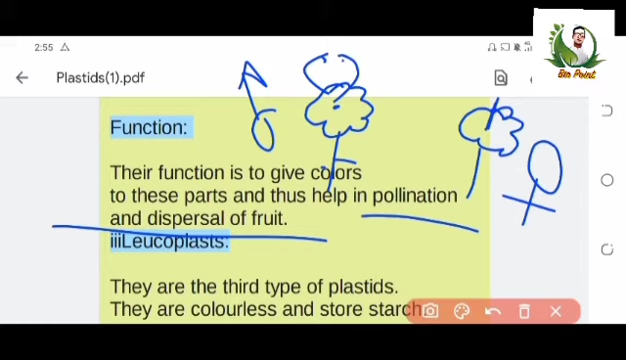 2:55
Bio Point
Plastids(1).pdf
Function:
Their function is to give colors
to these parts and thus help in pollination
and dispersal of fruit.
iiiLeucoplasts:
They are the third type of plastids.
They are colourless and store starch